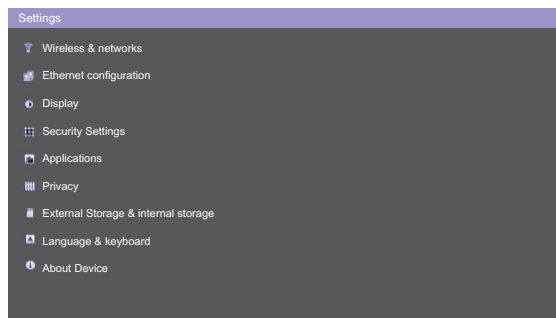 Settings
Wireless & networks
Ethernet configuration
Display
Security Settings
Applications
Privacy
External Storage & internal storage
Language & keyboard
About Device